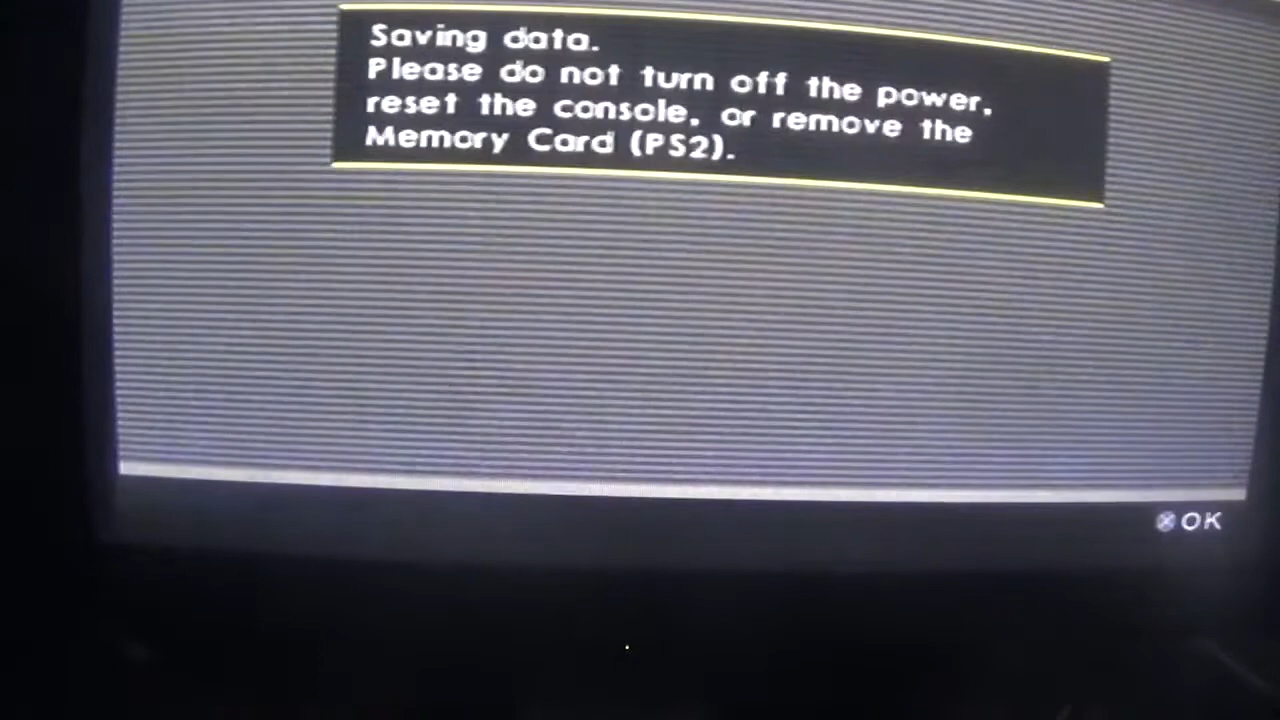 Saving data.
Please do not turn off the power,
reset the console, or remove the
Memory Card (PS2).
OK